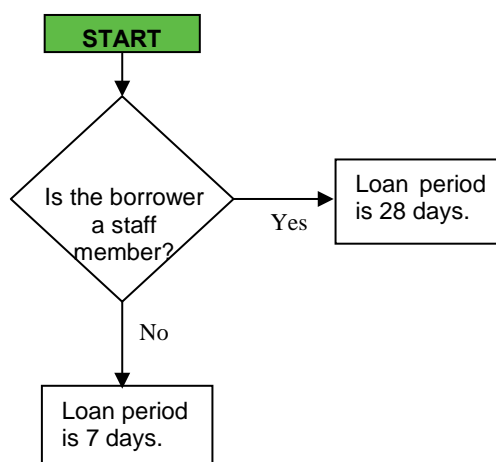 START
Is the borrower
a staff
member?
Yes
Loan period
is 28 days.
No
Loan period
is 7 days.